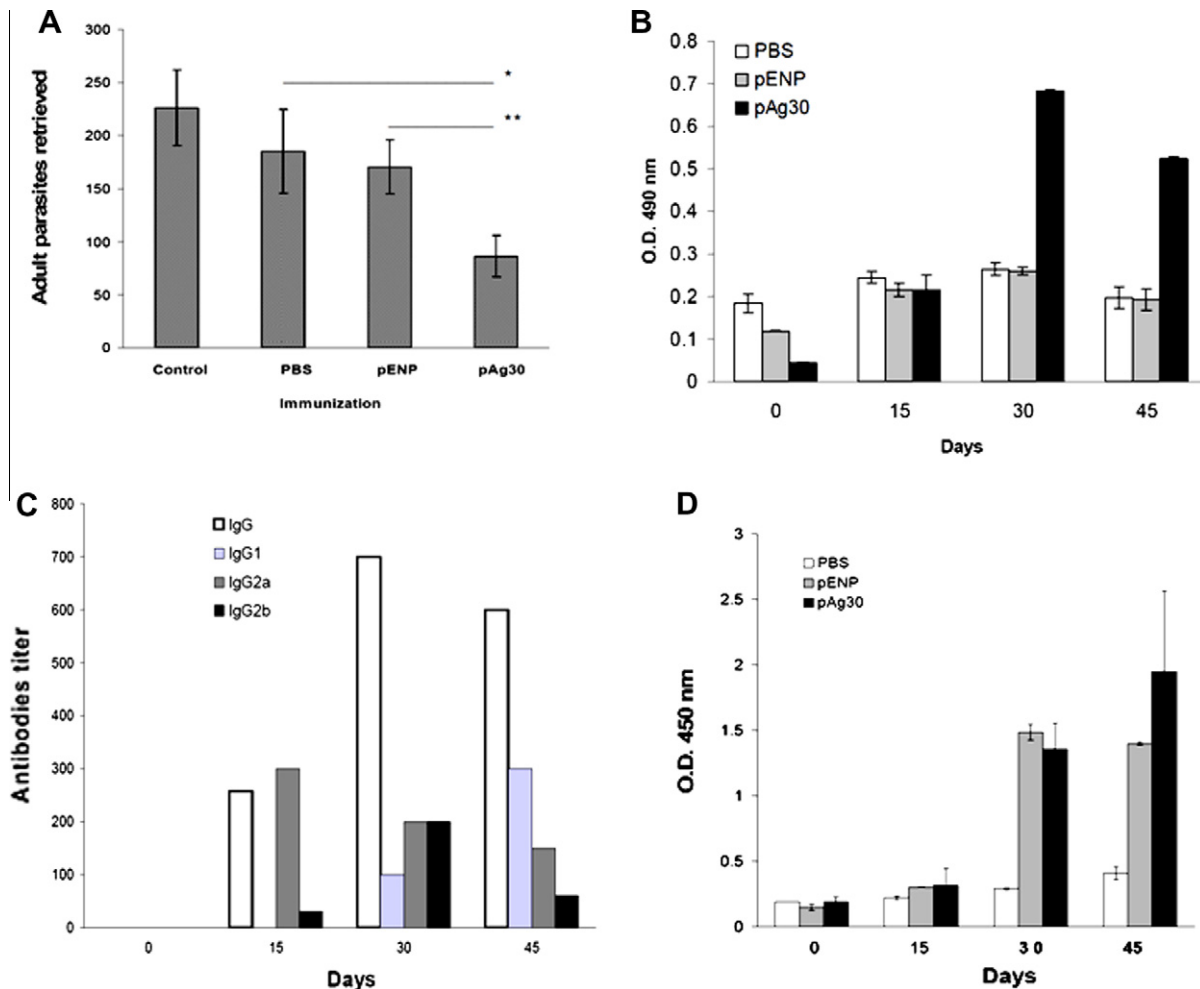 A
300
250
200
150
100
50
0
Adult parasites retrieved
*
**
Control PBS pENP pAg30
Immunization
B
0.8
0.7
0.6
0.5
0.4
0.3
0.2
0.1
0
O.D. 490 nm
PBS
pENP
pAg30
0 15 30 45
Days
C
800
700
600
500
400
300
200
100
0
Antibodies titer
IgG
IgG1
IgG2a
IgG2b
0 15 30 45
Days
D
3
2.5
2
1.5
1
0.5
0
O.D. 450 nm
PBS
pENP
pAg30
0 15 3 0 45
Days